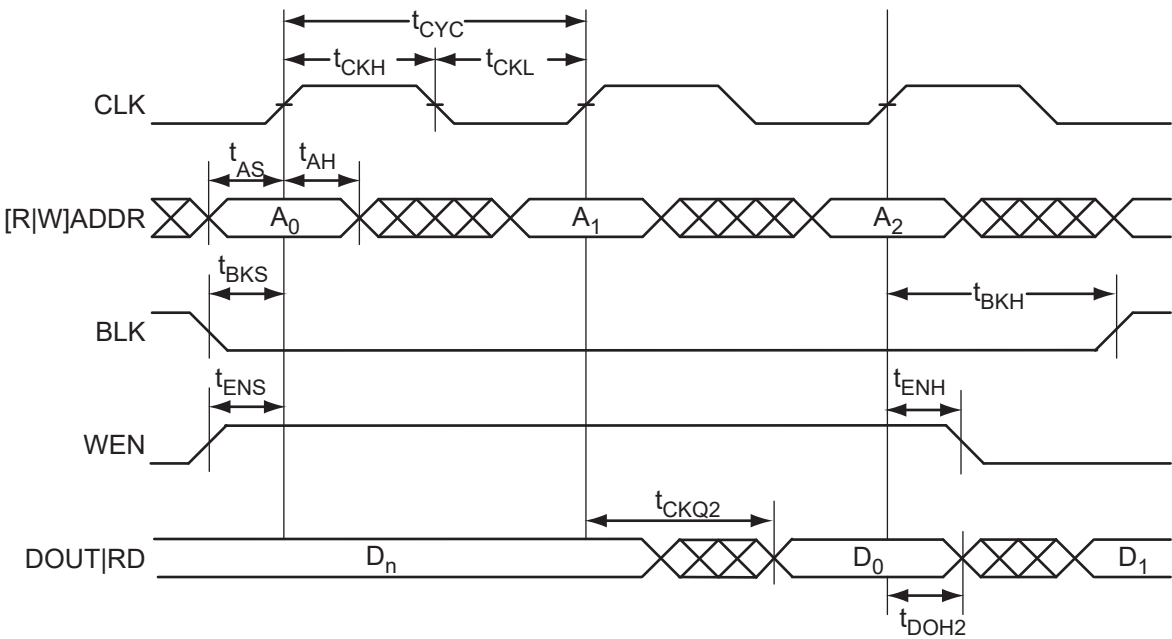 tCYC
tCKH tCKL
CLK
tAS tAH
[R|W]ADDR A0 A1 A2
tBKS tBKH
BLK
tENS tENH
WEN
tCKQ2
DOUT|RD Dn D0 D1
tDOH2